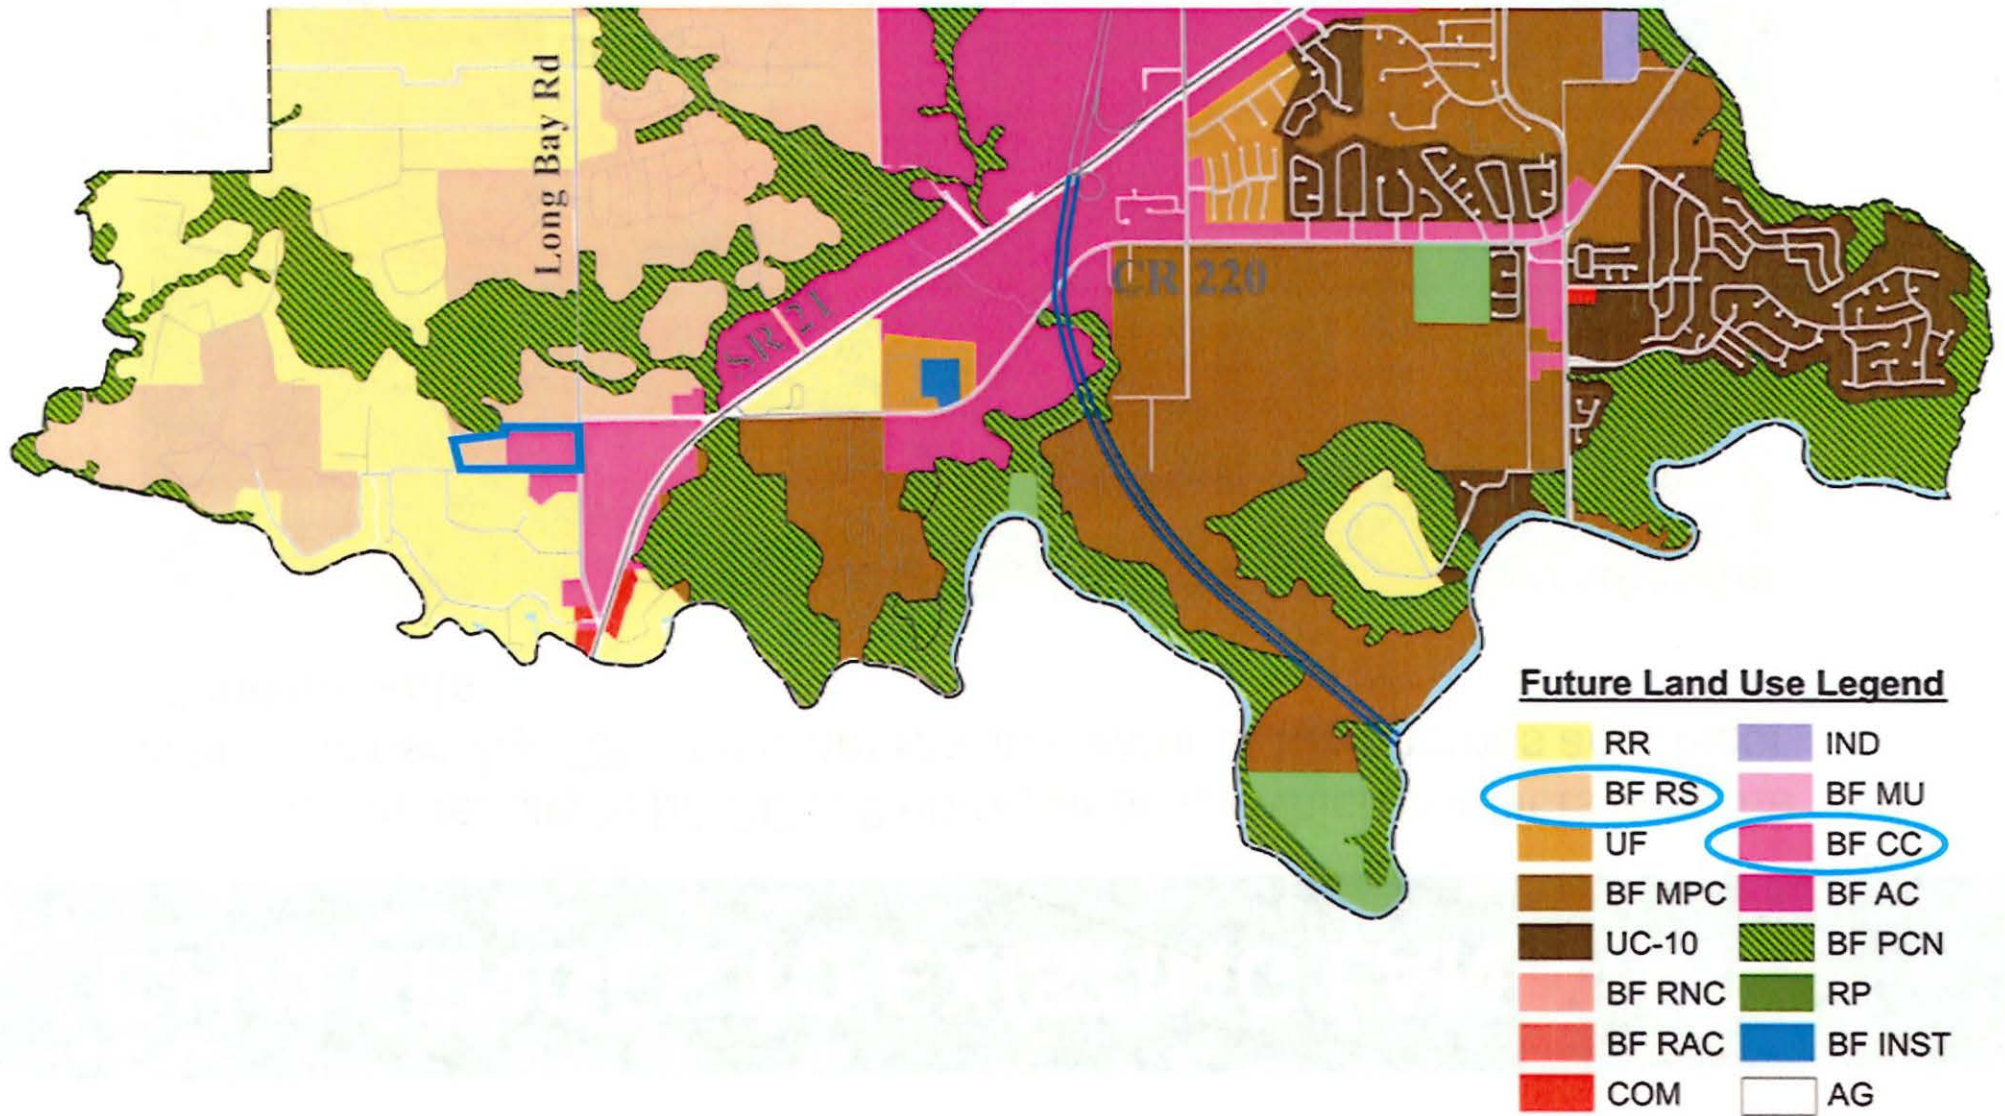 Long Bay Rd
CR 220
SR 21
Future Land Use Legend
RR
IND
BF RS
BF MU
UF
BF CC
BF MPC
BF AC
UC-10
BF PCN
BF RNC
RP
BF RAC
BF INST
COM
AG